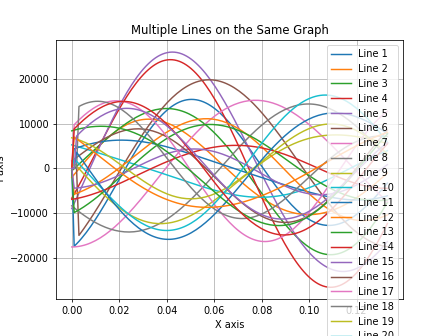 Multiple Lines on the Same Graph
20000
10000
0
−10000
−20000
0.00
0.02
0.04
0.06
0.08
0.10
X axis
Line 1
Line 2
Line 3
Line 4
Line 5
Line 6
Line 7
Line 8
Line 9
Line 10
Line 11
Line 12
Line 13
Line 14
Line 15
Line 16
Line 17
Line 18
Line 19
Line 20